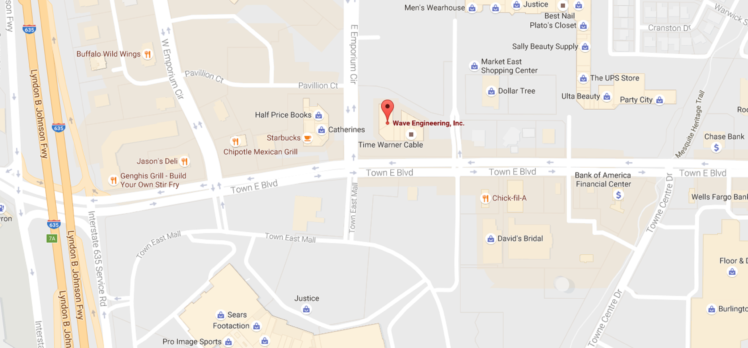 Men's Wearhouse
Justice
Best Nail
Plato's Closet
Cranston Dr
Warwick S
635
Lyndon B Johnson Fwy
Buffalo Wild Wings
W Emporium Cir
E Emporium Cir
Sally Beauty Supply
Pavillion Ct
Pavillion Ct
Market East
Shopping Center
The UPS Store
Dollar Tree
Ulta Beauty
Party City
Mesquite Heritage Trail
Half Price Books
Catherines
Starbucks
Chipotle Mexican Grill
Wave Engineering, Inc.
Time Warner Cable
635
Lyndon B Johnson Fwy
Chase Bank
$
Jason's Deli
Genghis Grill - Build
Your Own Stir Fry
Town E Blvd
Town E Blvd
Town E Blvd
Town E Blvd
Bank of America
Financial Center
$
Wells Fargo Bank
Chick-fil-A
Town East Mall
Interstate 635 Service Rd
yron
635
7A
Town East Mall
Town East Mall
David's Bridal
Towne Centre Dr
Floor & D
Lyndon B Johnson Fwy
Lyndon B
Interstate
Justice
Sears
Footaction
Pro Image Sports
Towne Centre Dr
Burlington